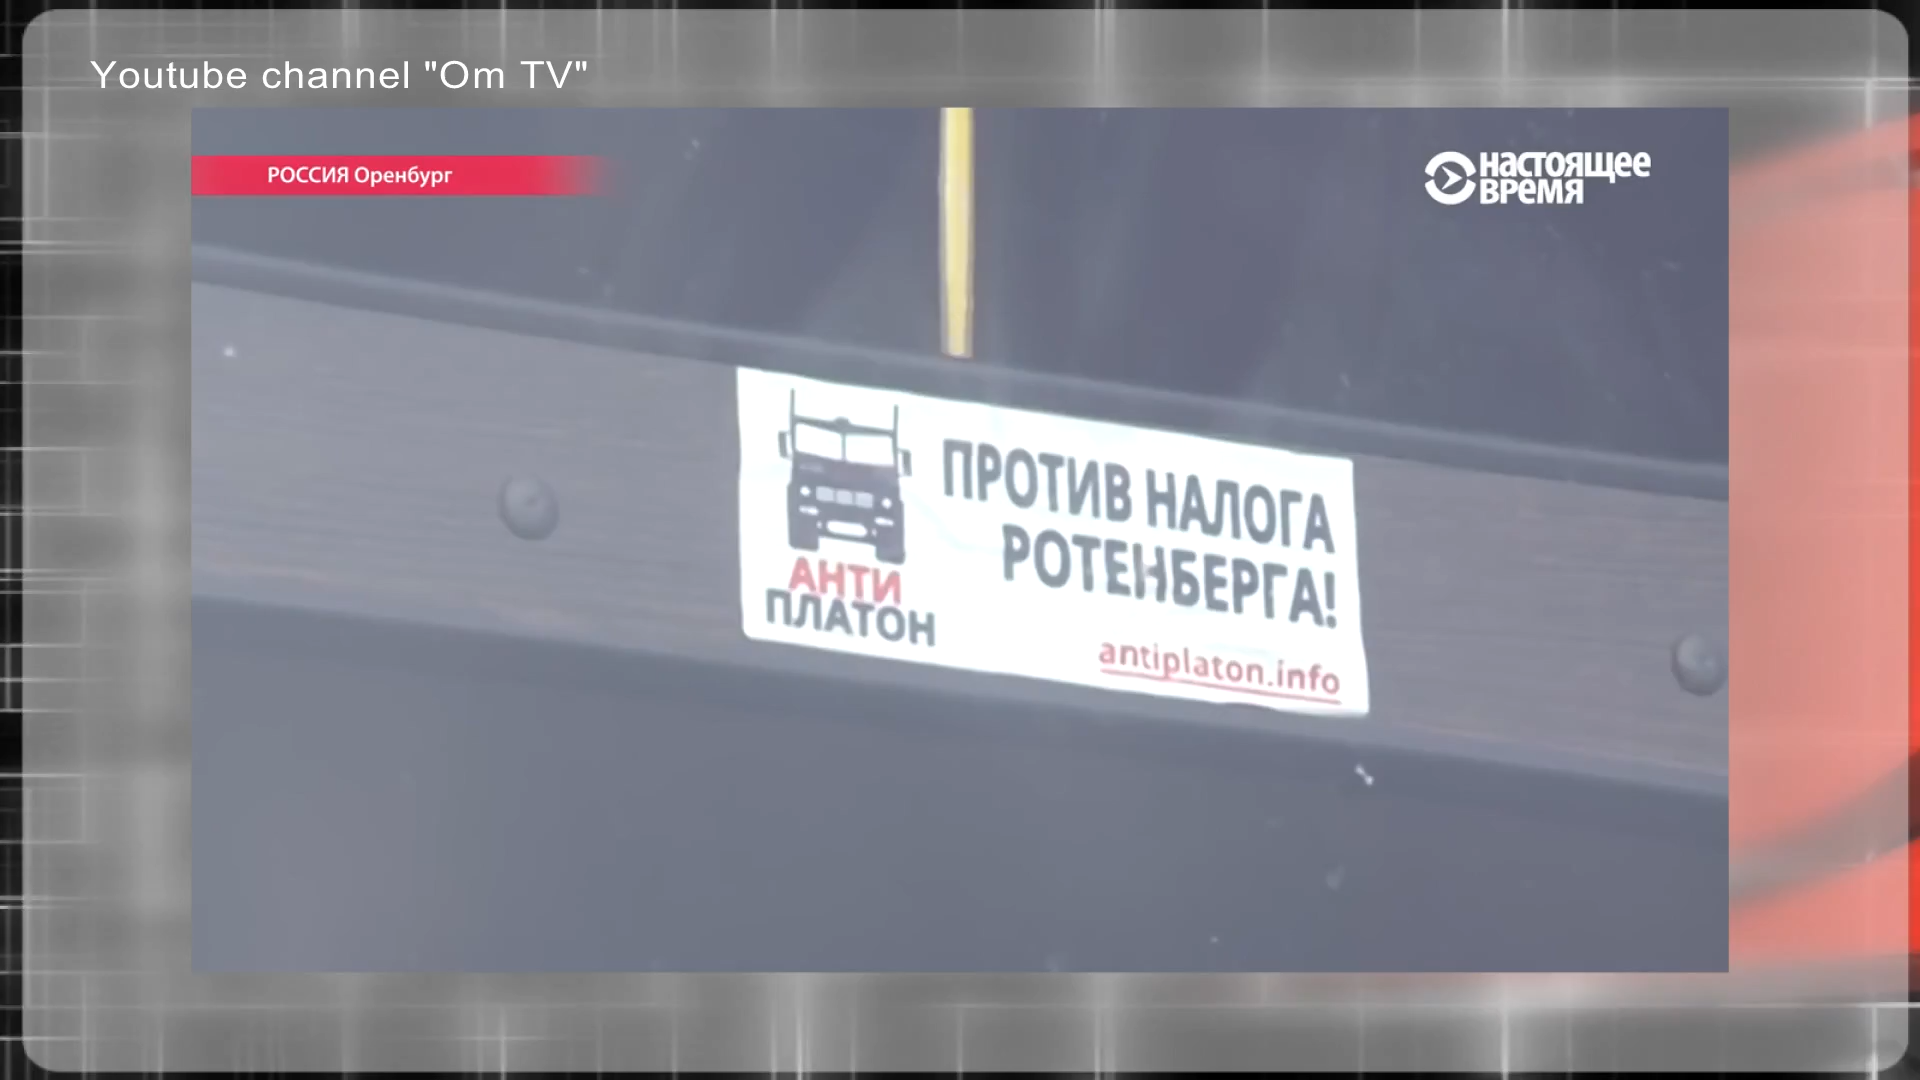 Youtube channel "Om TV"
РОССИЯ Оренбург
НАСТОЯЩЕЕ
ВРЕМЯ
ПРОТИВ НАЛОГА
РОТЕНБЕРГА!
АНТИ
ПЛАТОН
antiplaton.info